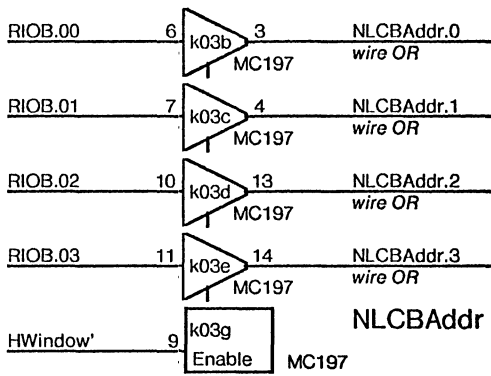 RIOB.00 6 k03b 3 NLCBAddr.0
MC197 wire OR
RIOB.01 7 k03c 4 NLCBAddr.1
MC197 wire OR
RIOB.02 10 k03d 13 NLCBAddr.2
MC197 wire OR
RIOB.03 11 k03e 14 NLCBAddr.3
MC197 wire OR
k03g NLCBAddr
HWindow' 9 Enable MC197